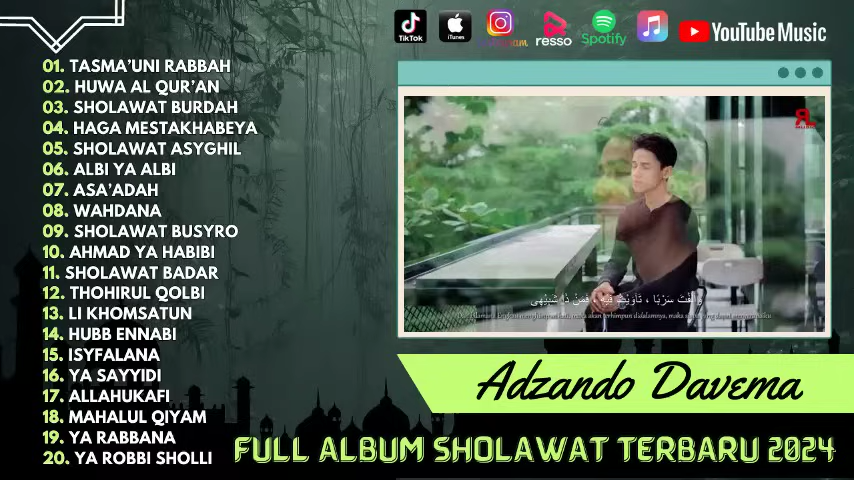 TikTok
iTunes
resso
Spotify
YouTube Music
01. TASMA'UNI RABBAH
02. HUWA AL QUR'AN
03. SHOLAWAT BURDAH
04. HAGA MESTAKHABEYA
05. SHOLAWAT ASYGHIL
06. ALBI YA ALBI
07. ASA'ADAH
08. WAHDANA
09. SHOLAWAT BUSYRO
10. AHMAD YA HABIBI
11. SHOLAWAT BADAR
12. THOHIRUL QOLBI
13. LI KHOMSATUN
14. HUBB ENNABI
15. ISYFALANA
16. YA SAYYIDI
17. ALLAHUKAFI
18. MAHALUL QIYAM
19. YA RABBANA
20. YA ROBBI SHOLLI
Adzando Davema
FULL ALBUM SHOLAWAT TERBARU 2024